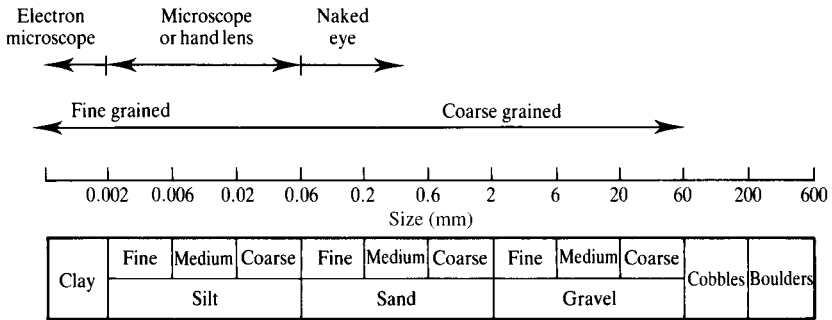 Electron
microscope
Microscope
or hand lens
Naked
eye
Fine grained
Coarse grained
0.002 0.006 0.02 0.06 0.2 0.6 2 6 20 60 200 600
Size (mm)
Clay
Fine Medium Coarse
Silt
Fine Medium Coarse
Sand
Fine Medium Coarse
Gravel
Cobbles
Boulders